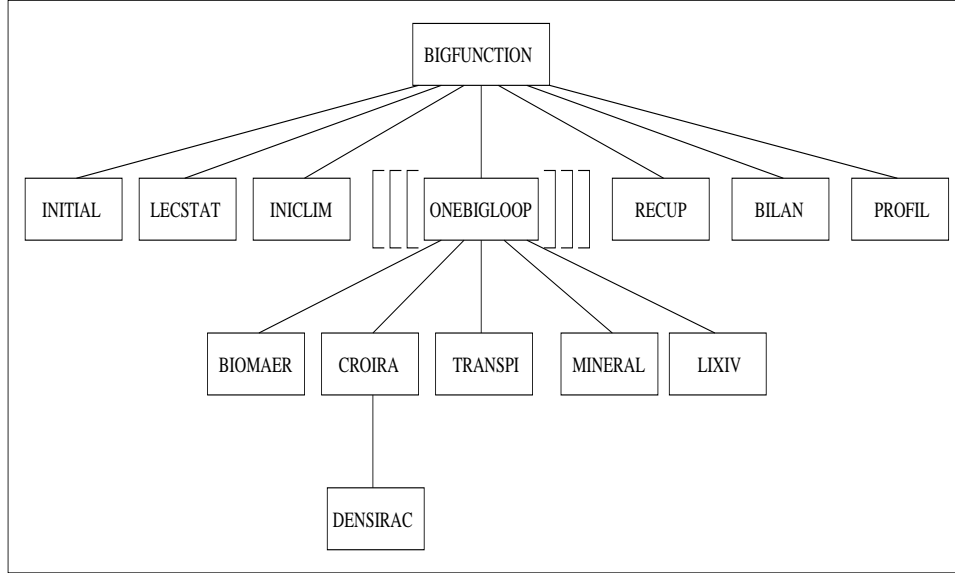 BIGFUNCTION
INITIAL LECSTAT INICLIM ONEBIGLOOP RECUP BILAN PROFIL
BIOMAER CROIRA TRANSPI MINERAL LIXIV
DENSIRAC